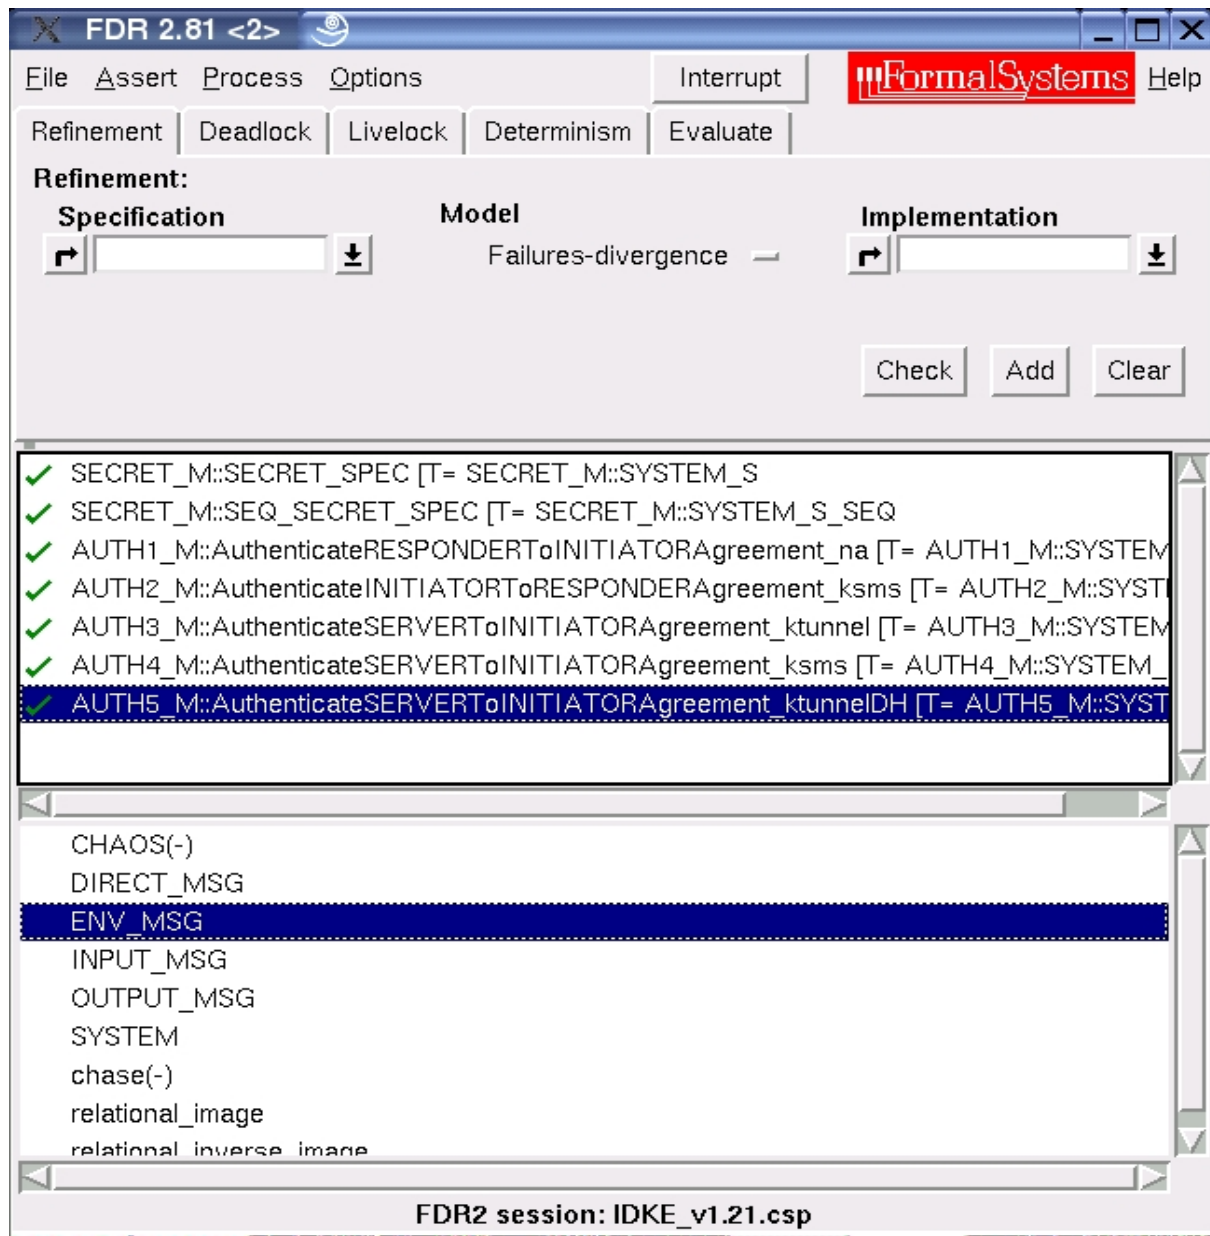 FDR 2.81 <2>
File Assert Process Options Interrupt FormalSystems Help
Refinement Deadlock Livelock Determinism Evaluate
Refinement:
Specification Model Implementation
Failures-divergence
Check Add Clear
SECRET_M::SECRET_SPEC [T= SECRET_M::SYSTEM_S
SECRET_M::SEQ_SECRET_SPEC [T= SECRET_M::SYSTEM_S_SEQ
AUTH1_M::AuthenticateRESPONDERToINITIATORAgreement_na [T= AUTH1_M::SYSTEM
AUTH2_M::AuthenticateINITIATORToRESPONDERAgreement_ksms [T= AUTH2_M::SYSTE
AUTH3_M::AuthenticateSERVERToINITIATORAgreement_ktunnel [T= AUTH3_M::SYSTEM
AUTH4_M::AuthenticateSERVERToINITIATORAgreement_ksms [T= AUTH4_M::SYSTEM_
AUTH5_M::AuthenticateSERVERToINITIATORAgreement_ktunnelDH [T= AUTH5_M::SYST
CHAOS(-)
DIRECT_MSG
ENV_MSG
INPUT_MSG
OUTPUT_MSG
SYSTEM
chase(-)
relational_image
relational_inverse_image
FDR2 session: IDKE_v1.21.csp